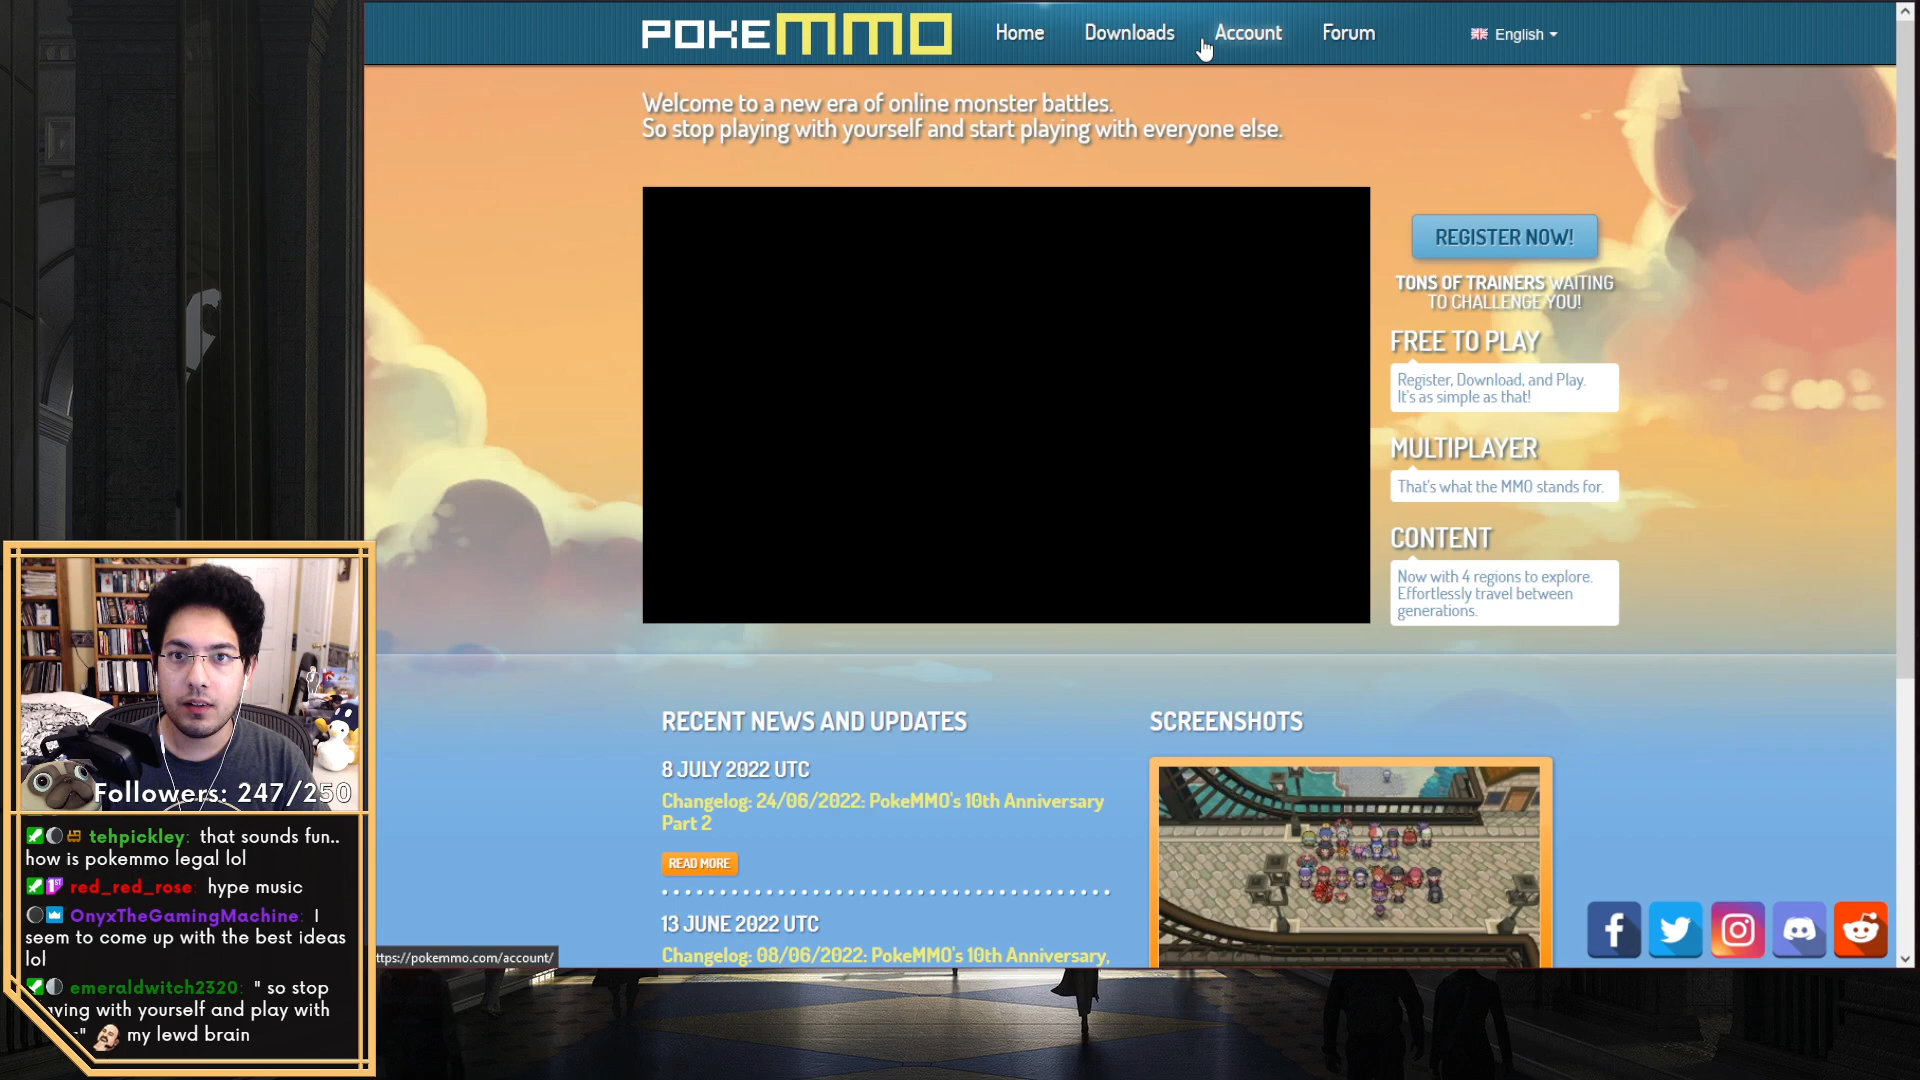 POKEMMO
Home
Downloads
Account
Forum
English
Welcome to a new era of online monster battles.
So stop playing with yourself and start playing with everyone else.
REGISTER NOW!
TONS OF TRAINERS WAITING
TO CHALLENGE YOU!
FREE TO PLAY
Register, Download, and Play.
It's as simple as that!
MULTIPLAYER
That's what the MMO stands for.
CONTENT
Now with 4 regions to explore.
Effortlessly travel between
generations.
RECENT NEWS AND UPDATES
8 JULY 2022 UTC
Changelog: 24/06/2022: PokeMMO's 10th Anniversary
Part 2
READ MORE
13 JUNE 2022 UTC
Changelog: 08/06/2022: PokeMMO's 10th Anniversary,
SCREENSHOTS
ttps://pokemmo.com/account/
Followers: 247/250
tehpickley: that sounds fun..
how is pokemmo legal lol
red_red_rose: hype music
OnyxTheGamingMachine: I
seem to come up with the best ideas
lol
emeraldwitch2320: " so stop
ying with yourself and play with
" my lewd brain